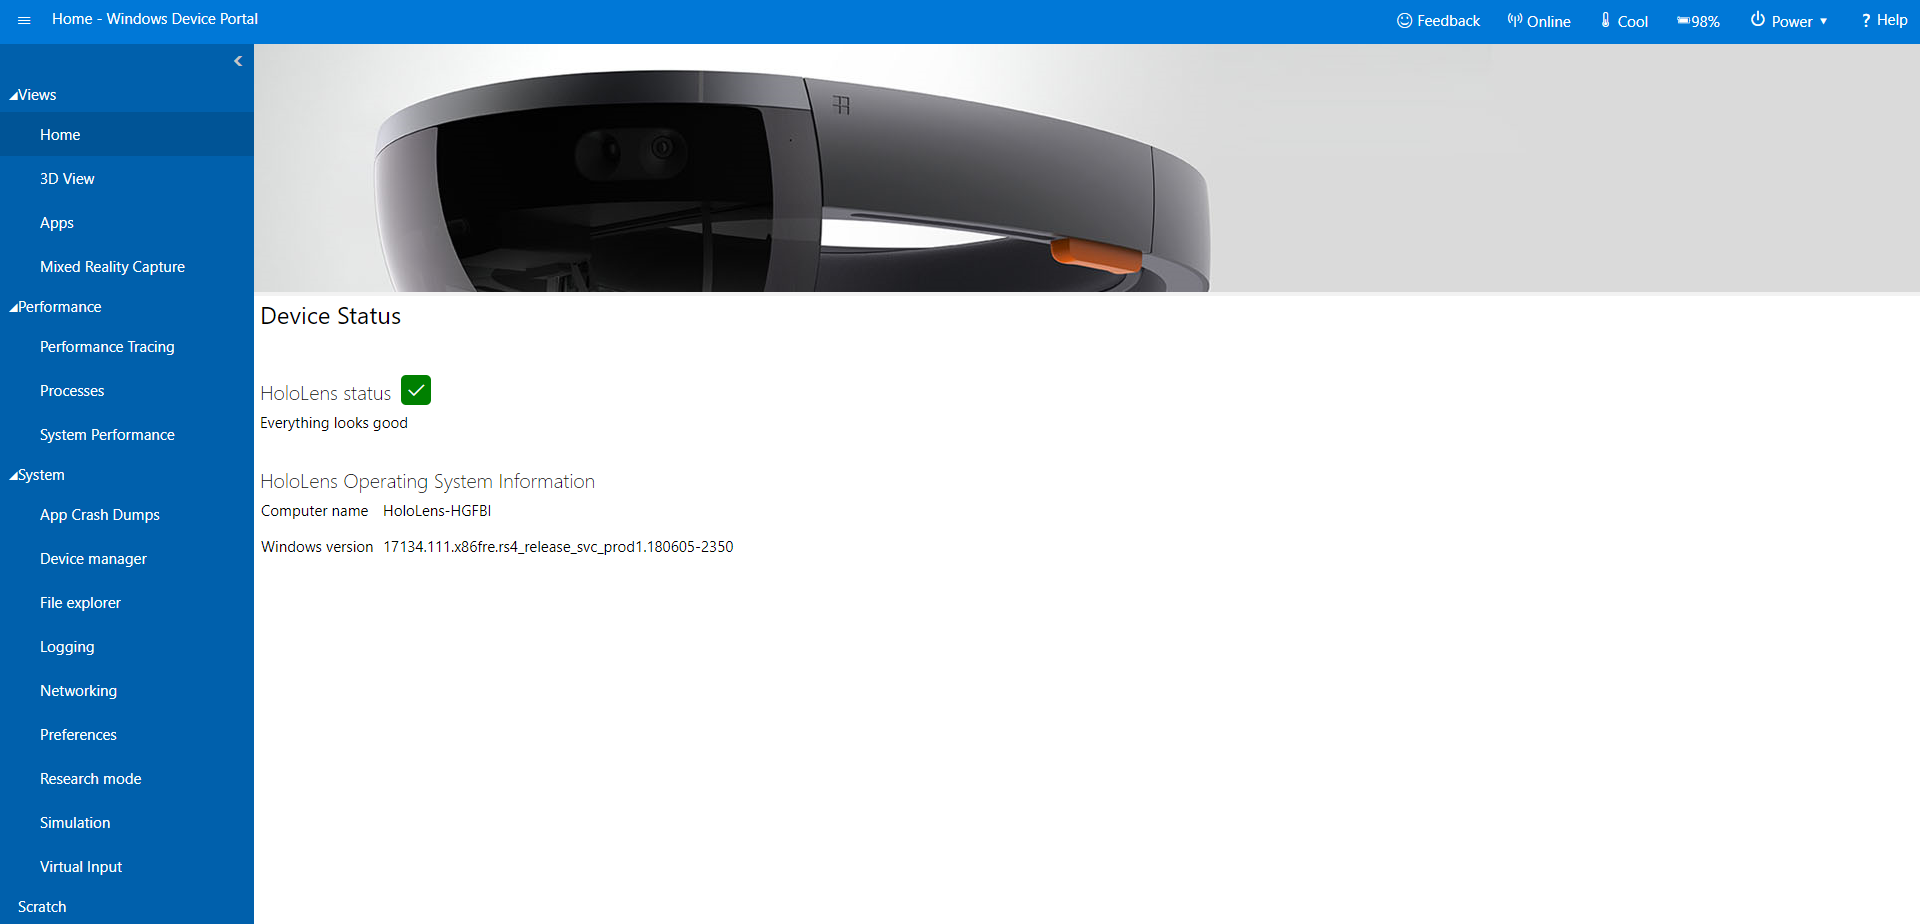 Home - Windows Device Portal
Feedback Online Cool 98% Power ▼ ? Help
Views
Home
3D View
Apps
Mixed Reality Capture
Performance
Performance Tracing
Processes
System Performance
System
App Crash Dumps
Device manager
File explorer
Logging
Networking
Preferences
Research mode
Simulation
Virtual Input
Scratch
Device Status
HoloLens status
Everything looks good
HoloLens Operating System Information
Computer name HoloLens-HGFBI
Windows version 17134.111.x86fre.rs4_release_svc_prod1.180605-2350